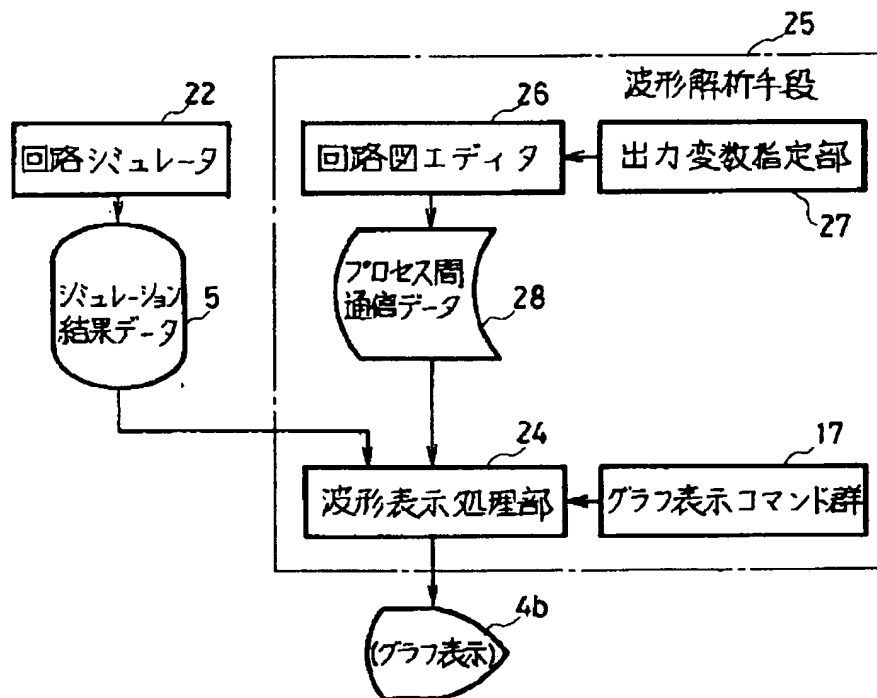 25
波形解析手段
22
回路シミュレータ
26
回路図エディタ
出力変数指定部
27
シミュレーション
結果データ
5
プロセス間
通信データ
28
24
波形表示処理部
17
グラフ表示コマンド群
4b
(グラフ表示)